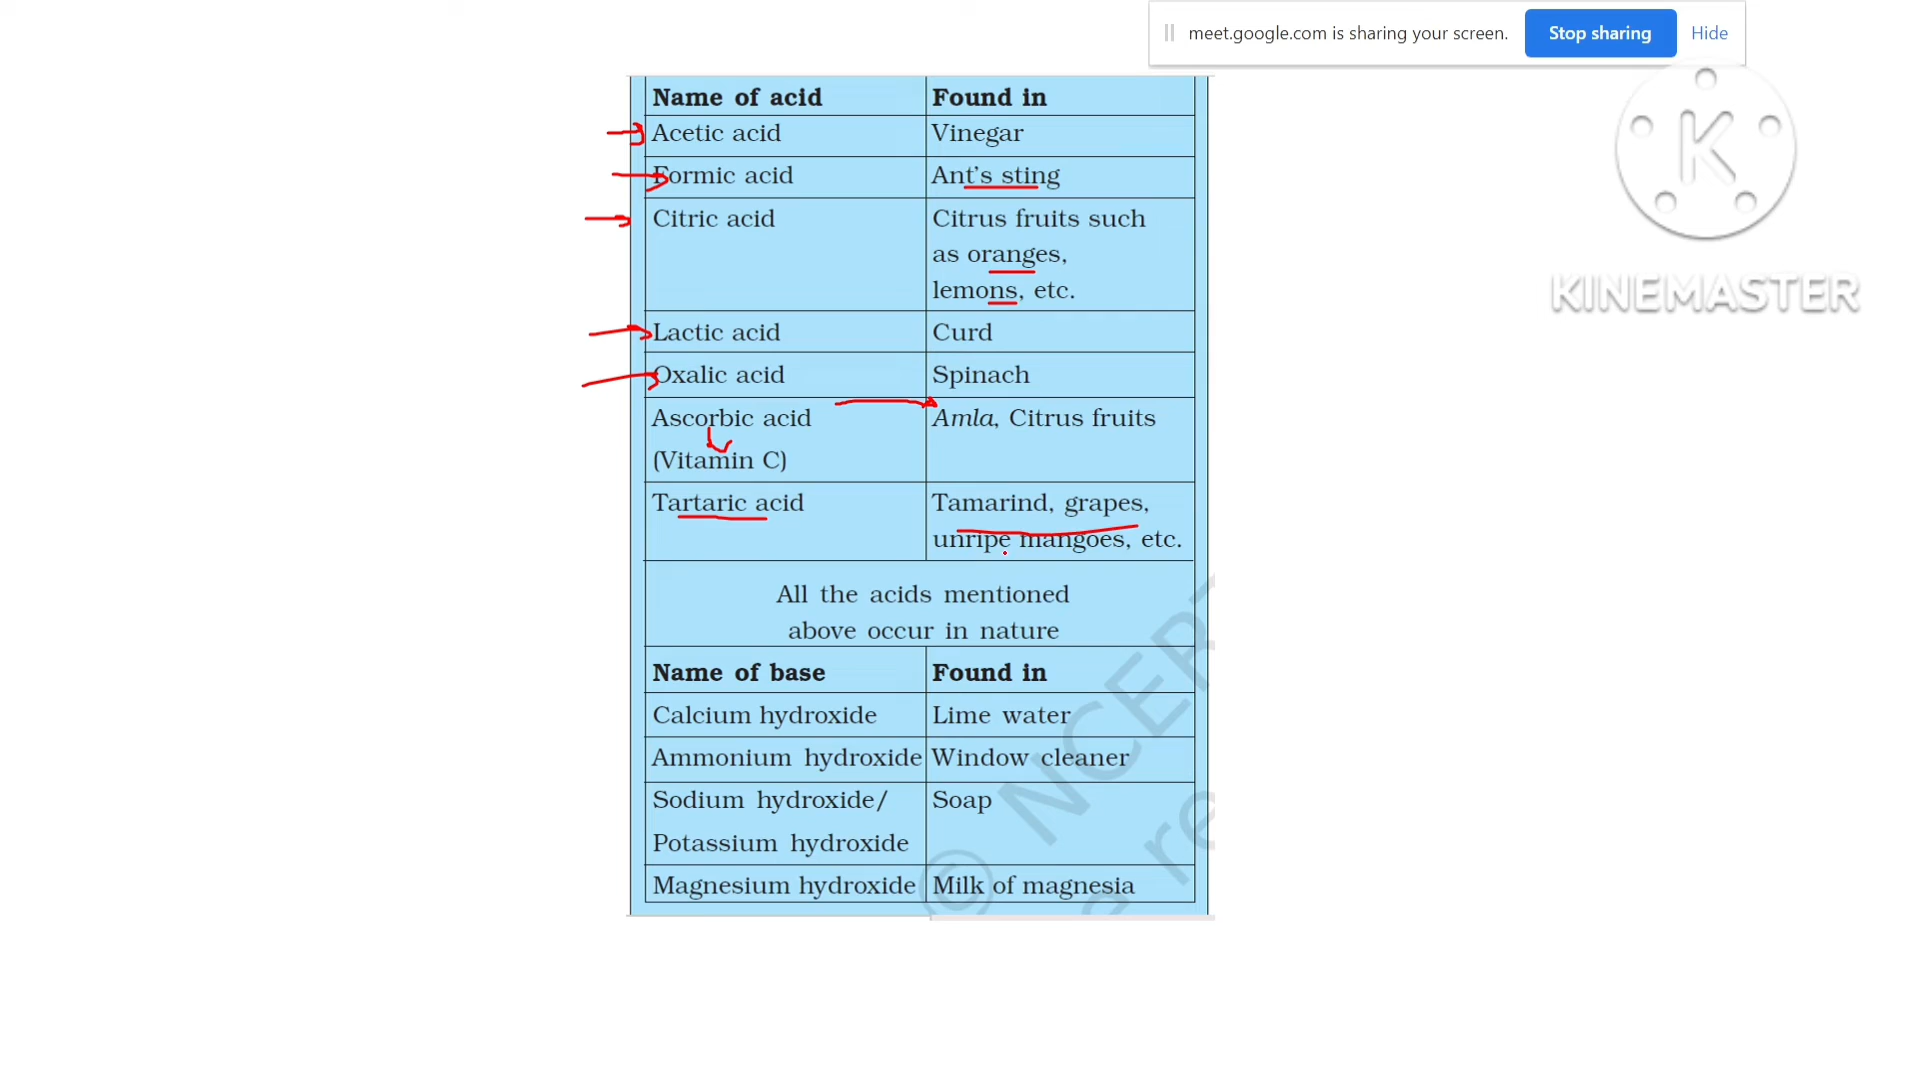 meet.google.com is sharing your screen. Stop sharing Hide
KINEMASTER
Name of acid Found in
Acetic acid Vinegar
Formic acid Ant's sting
Citric acid Citrus fruits such
as oranges,
lemons, etc.
Lactic acid Curd
Oxalic acid Spinach
Ascorbic acid Amla, Citrus fruits
(Vitamin C)
Tartaric acid Tamarind, grapes,
unripe mangoes, etc.
All the acids mentioned
above occur in nature
Name of base Found in
Calcium hydroxide Lime water
Ammonium hydroxide Window cleaner
Sodium hydroxide/ Soap
Potassium hydroxide
Magnesium hydroxide Milk of magnesia
© NCER